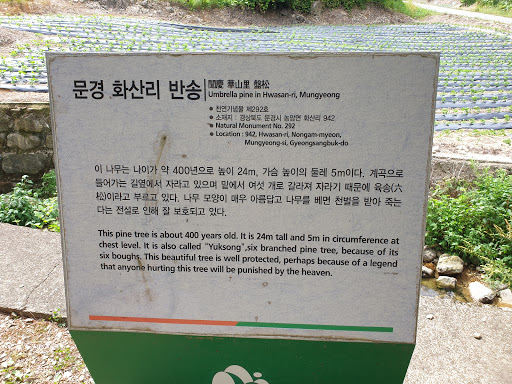 문경 화산리 반송
聞慶 華山里 盤松
Umbrella pine in Hwasan-ri, Mungyeong
● 천연기념물 제292호
● 소재지 : 경상북도 문경시 농암면 화산리 942
● Natural Monument No. 292
● Location : 942, Hwasan-ri, Nongam-myeon,
Mungyeong-si, Gyeongsangbuk-do
이 나무는 나이가 약 400년으로 높이 24m, 가슴 높이의 둘레 5m이다. 계곡으로
들어가는 길옆에서 자라고 있으며 밑에서 여섯 개로 갈라져 자라기 때문에 육송(六
松)이라고 부르고 있다. 나무 모양이 매우 아름답고 나무를 베면 천벌을 받아 죽는
다는 전설로 인해 잘 보호되고 있다.
This pine tree is about 400 years old. It is 24m tall and 5m in circumference at
chest level. It is also called "Yuksong",six branched pine tree, because of its
six boughs. This beautiful tree is well protected, perhaps because of a legend
that anyone hurting this tree will be punished by the heaven.